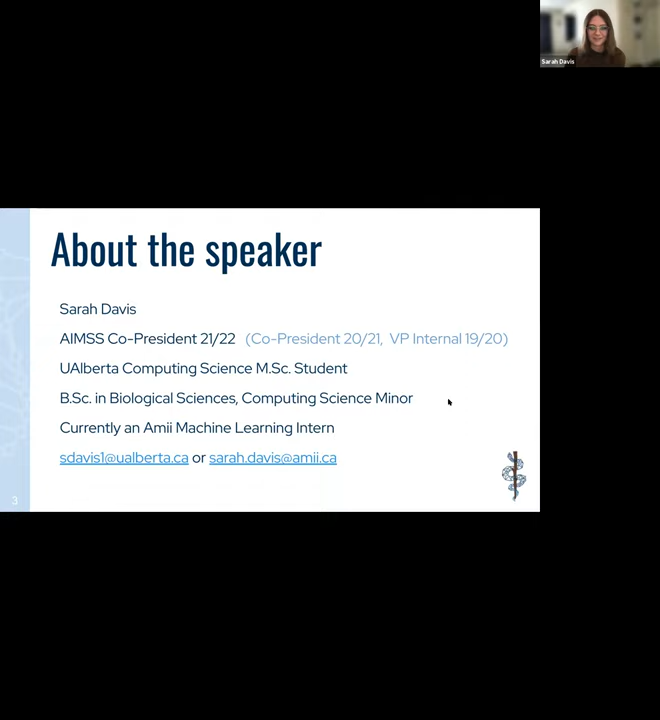 Sarah Davis
About the speaker
Sarah Davis
AIMSS Co-President 21/22 (Co-President 20/21, VP Internal 19/20)
UAlberta Computing Science M.Sc. Student
B.Sc. in Biological Sciences, Computing Science Minor
Currently an Amii Machine Learning Intern
sdavis1@ualberta.ca or sarah.davis@amii.ca
3